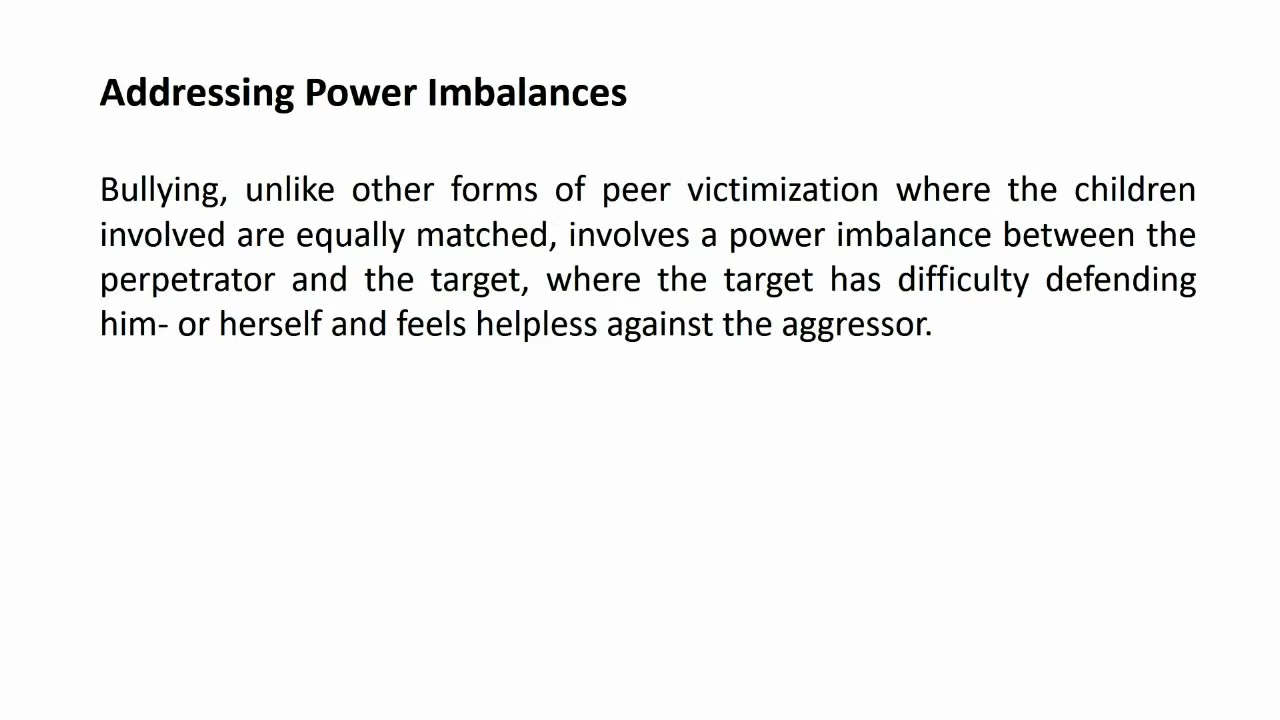 Addressing Power Imbalances
Bullying, unlike other forms of peer victimization where the children
involved are equally matched, involves a power imbalance between the
perpetrator and the target, where the target has difficulty defending
him- or herself and feels helpless against the aggressor.